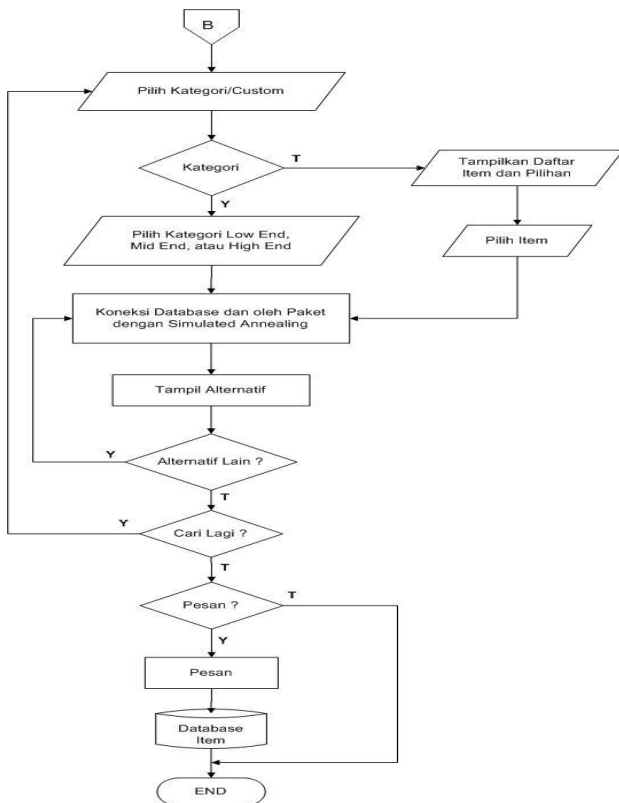 B
Pilih Kategori/Custom
Kategori
T
Tampilkan Daftar
Item dan Pilihan
Y
Pilih Kategori Low End,
Mid End, atau High End
Pilih Item
Koneksi Database dan oleh Paket
dengan Simulated Annealing
Tampil Alternatif
Y
Alternatif Lain ?
T
Y
Cari Lagi ?
T
Pesan ?
T
Y
Pesan
Database
Item
END